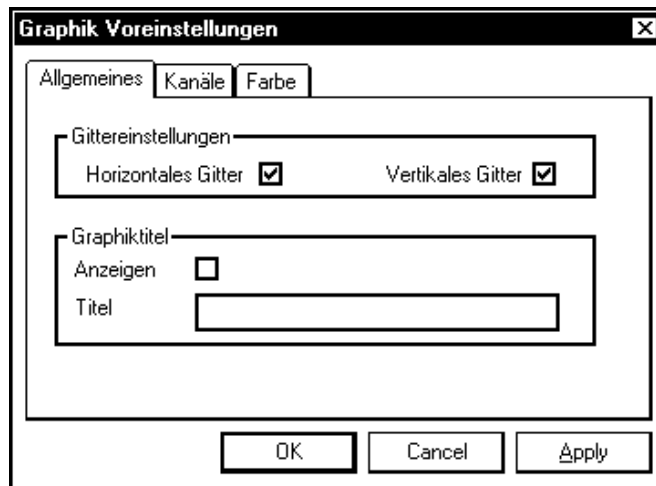 Graphik Voreinstellungen
Allgemeines Kanäle Farbe
Gittereinstellungen
Horizontales Gitter Vertikales Gitter
Graphiktitel
Anzeigen
Titel
OK Cancel Apply